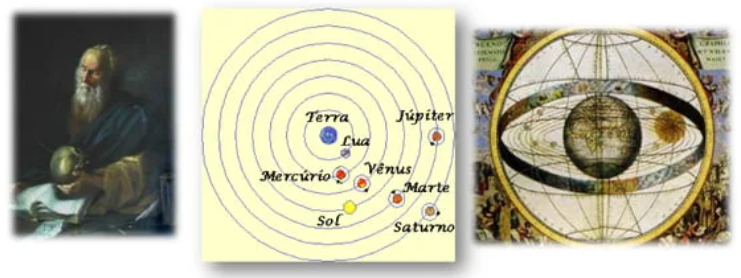 Terra
Júpiter
Lua
Mercúrio
Vênus
Marte
Sol
Saturno